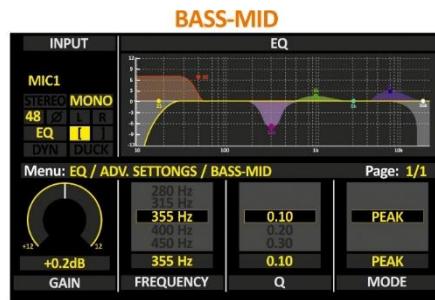 BASS-MID
INPUT
EQ
MIC1
STEREO MONO
48 Ø L R
EQ [ ]
DYN DUCK
10 100 1k 10k
Menu: EQ / ADV. SETTONGS / BASS-MID Page: 1/1
280 Hz
315 Hz
355 Hz 0.10 PEAK
400 Hz 0.20
450 Hz 0.30
+12 12
+0.2dB 355 Hz 0.10 PEAK
GAIN FREQUENCY Q MODE